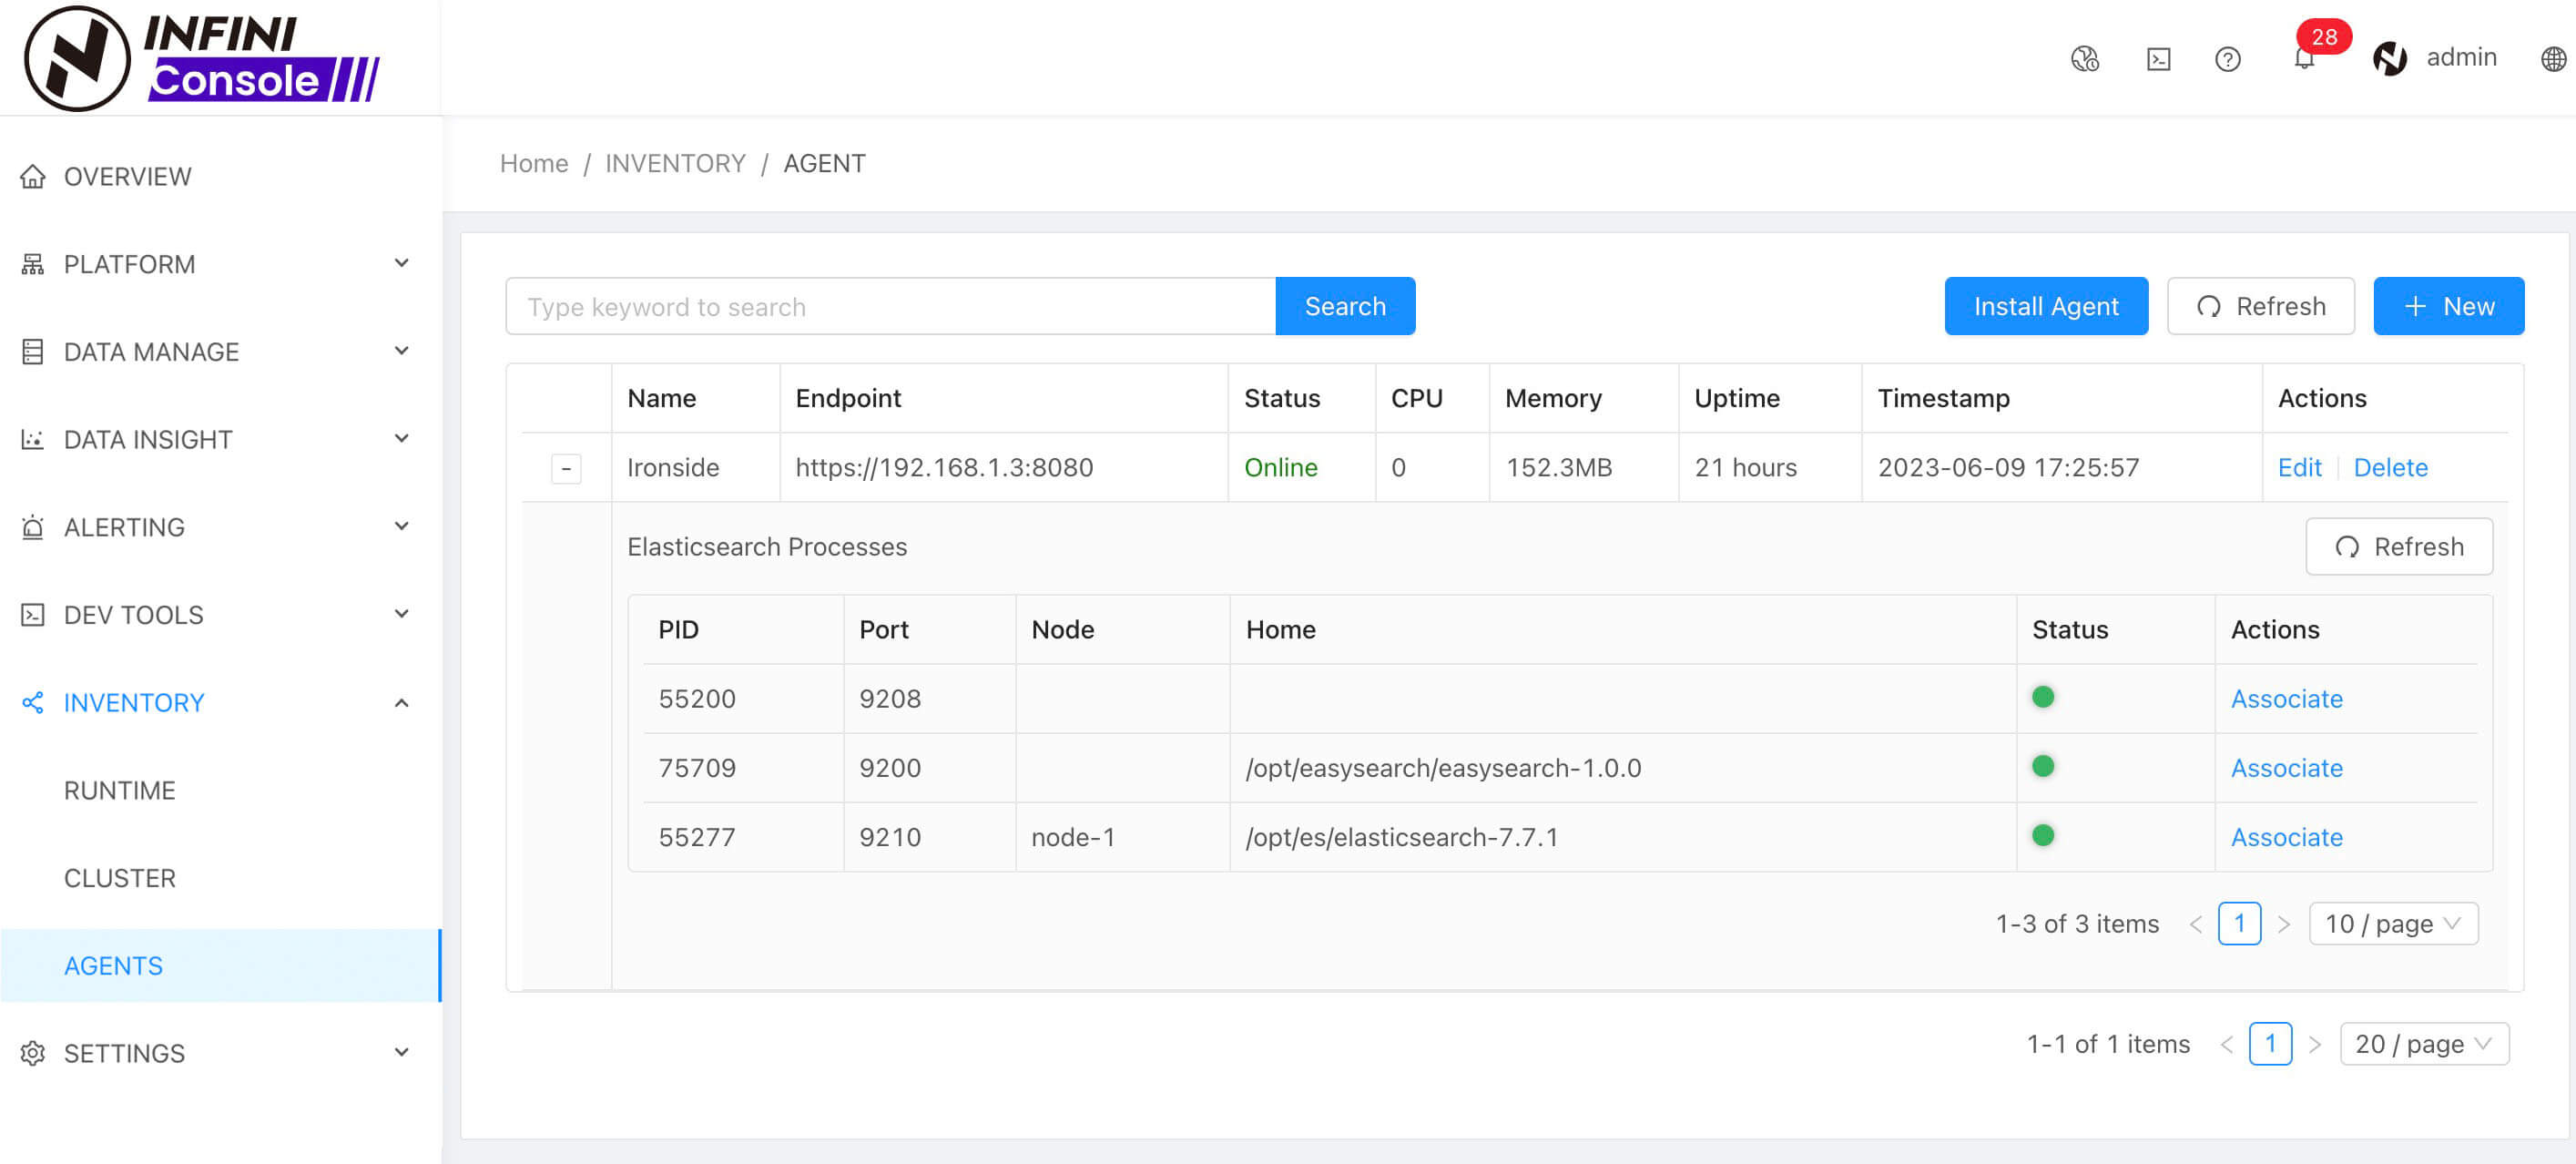 INFINI
Console
28
admin
OVERVIEW
PLATFORM
DATA MANAGE
DATA INSIGHT
ALERTING
DEV TOOLS
INVENTORY
RUNTIME
CLUSTER
AGENTS
SETTINGS
Home / INVENTORY / AGENT
Type keyword to search Search Install Agent Refresh + New
Name Endpoint Status CPU Memory Uptime Timestamp Actions
- Ironside https://192.168.1.3:8080 Online 0 152.3MB 21 hours 2023-06-09 17:25:57 Edit Delete
Elasticsearch Processes Refresh
PID Port Node Home Status Actions
55200 9208 Associate
75709 9200 /opt/easysearch/easysearch-1.0.0 Associate
55277 9210 node-1 /opt/es/elasticsearch-7.7.1 Associate
1-3 of 3 items < 1 > 10 / page
1-1 of 1 items < 1 > 20 / page